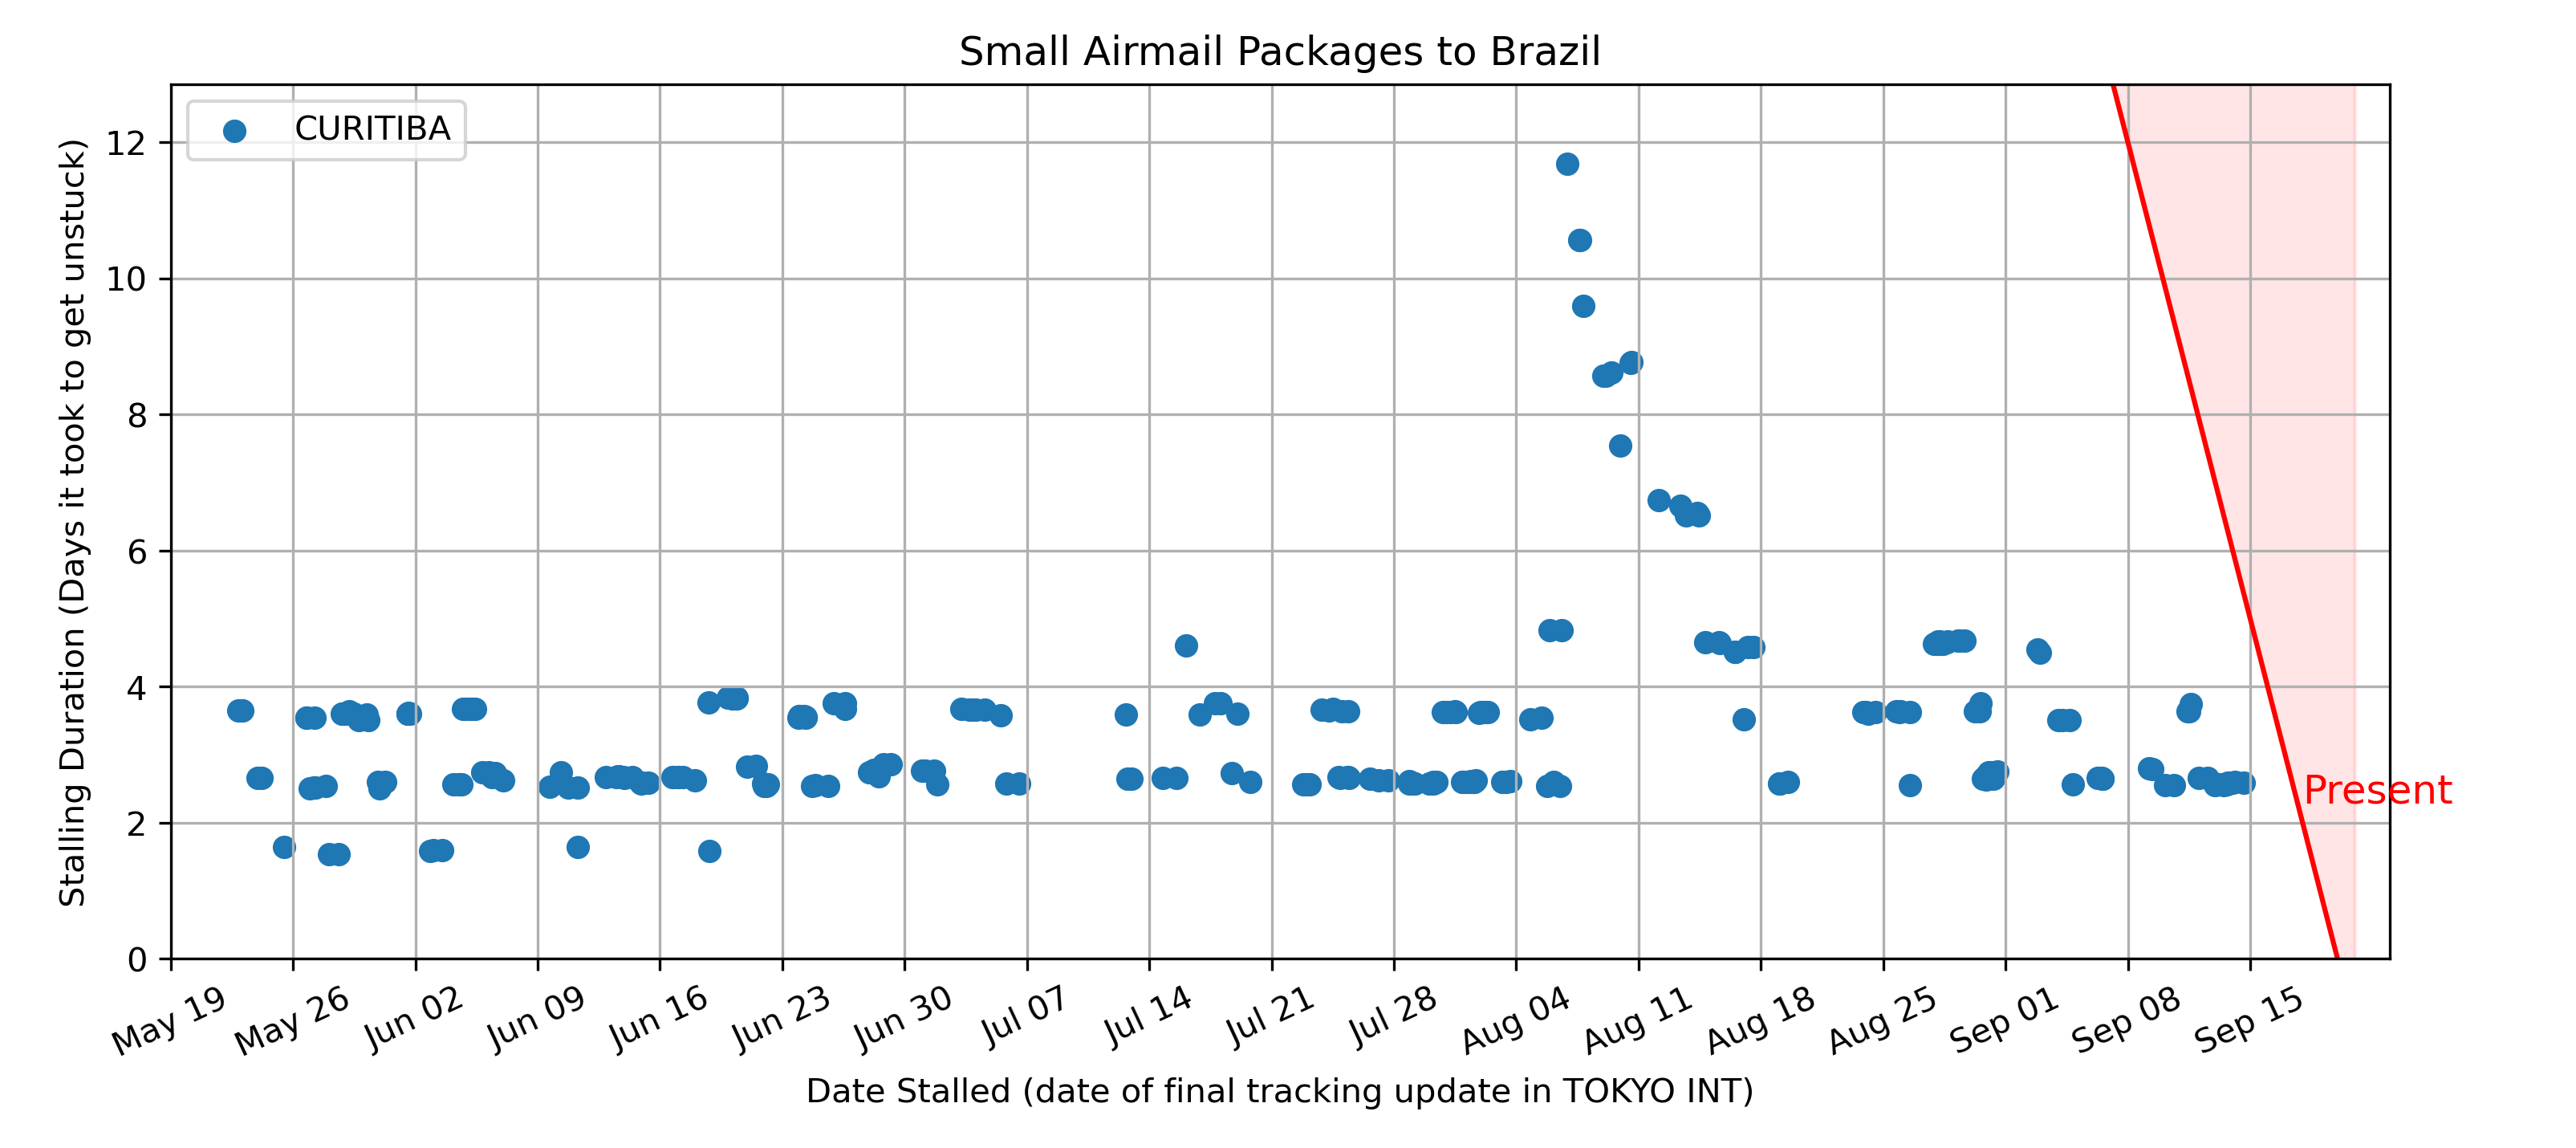 Small Airmail Packages to Brazil
CURITIBA
Stalling Duration (Days it took to get unstuck)
12
10
8
6
4
2
0
Present
May 19
May 26
Jun 02
Jun 09
Jun 16
Jun 23
Jun 30
Jul 07
Jul 14
Jul 21
Jul 28
Aug 04
Aug 11
Aug 18
Aug 25
Sep 01
Sep 08
Sep 15
Date Stalled (date of final tracking update in TOKYO INT)